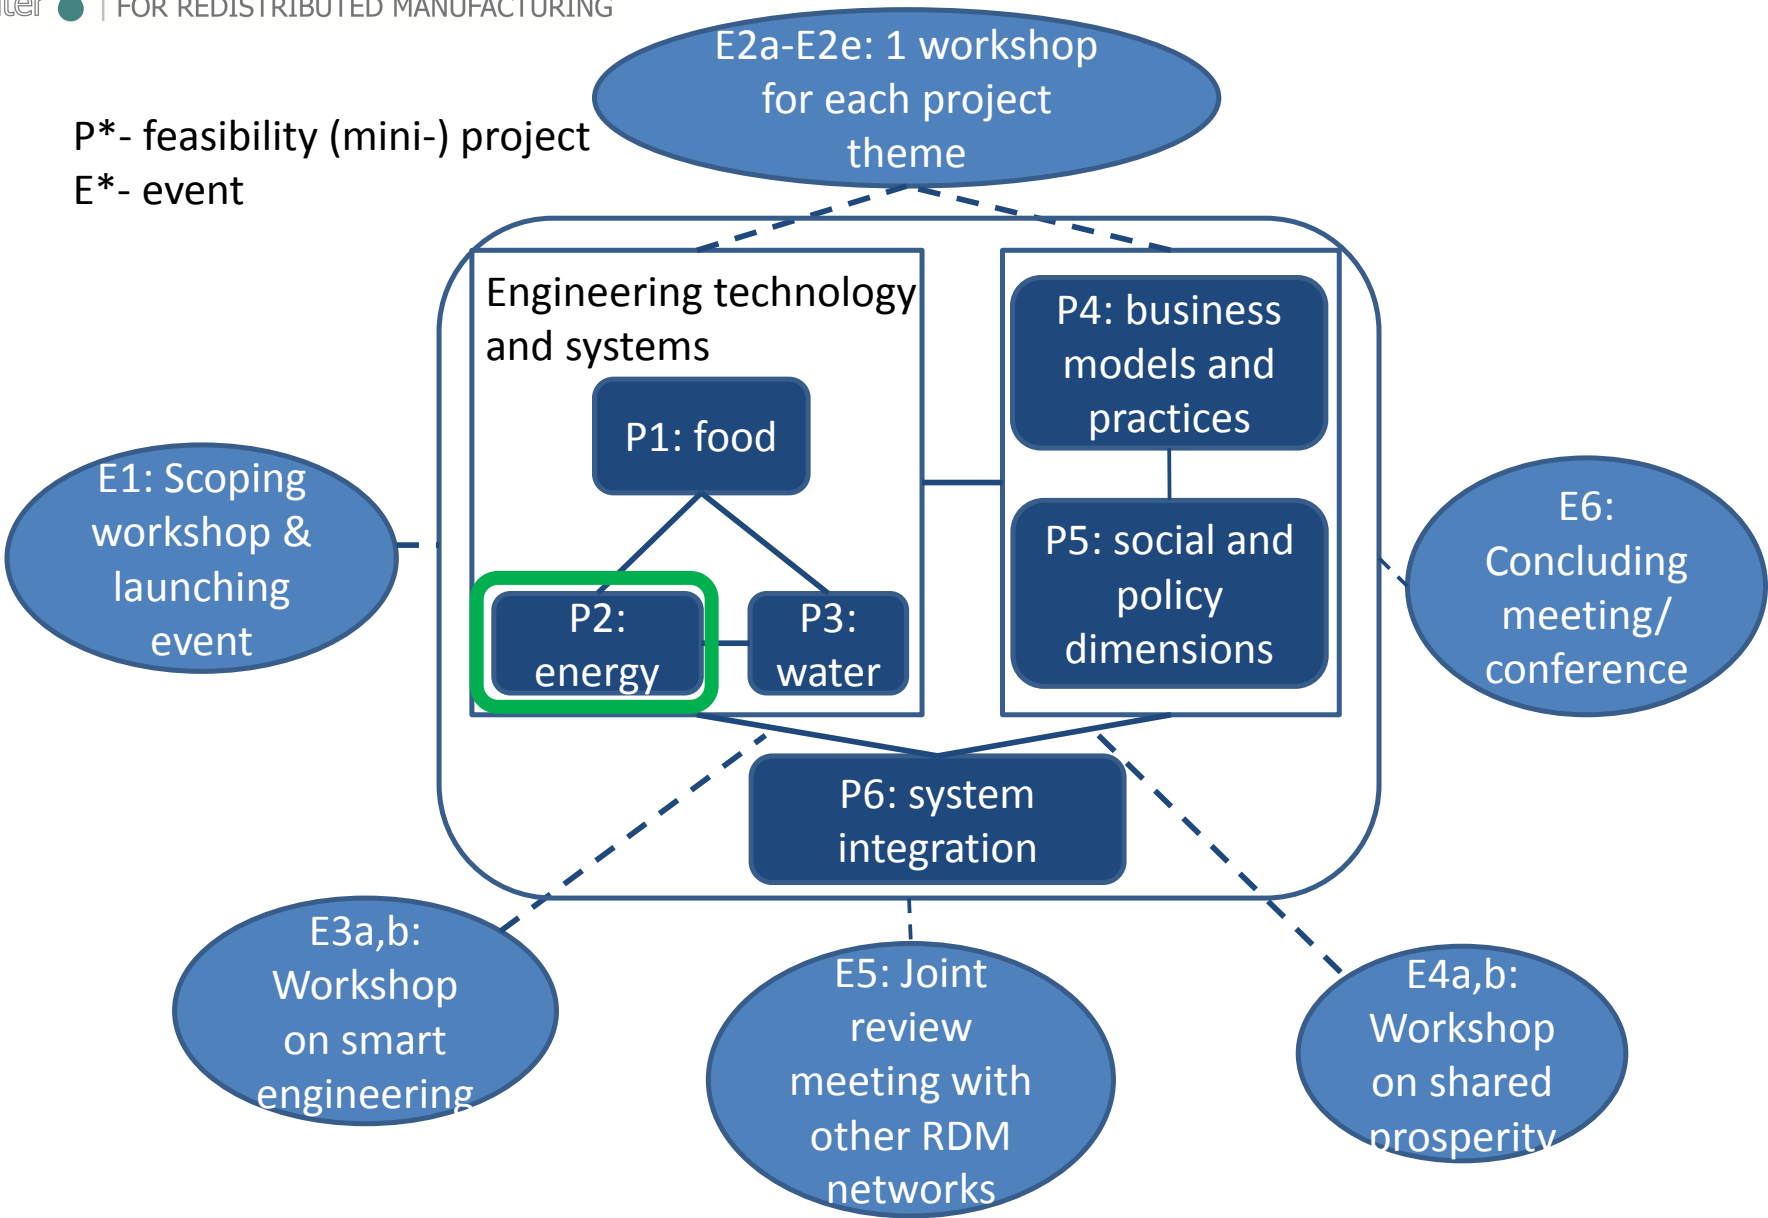 FOR REDISTRIBUTED MANUFACTURING
E2a-E2e: 1 workshop
for each project
theme
P*- feasibility (mini-) project
E*- event
Engineering technology
and systems
P1: food
P2:
energy
P3:
water
P4: business
models and
practices
P5: social and
policy
dimensions
P6: system
integration
E1: Scoping
workshop &
launching
event
E6:
Concluding
meeting/
conference
E3a,b:
Workshop
on smart
engineering
E5: Joint
review
meeting with
other RDM
networks
E4a,b:
Workshop
on shared
prosperity